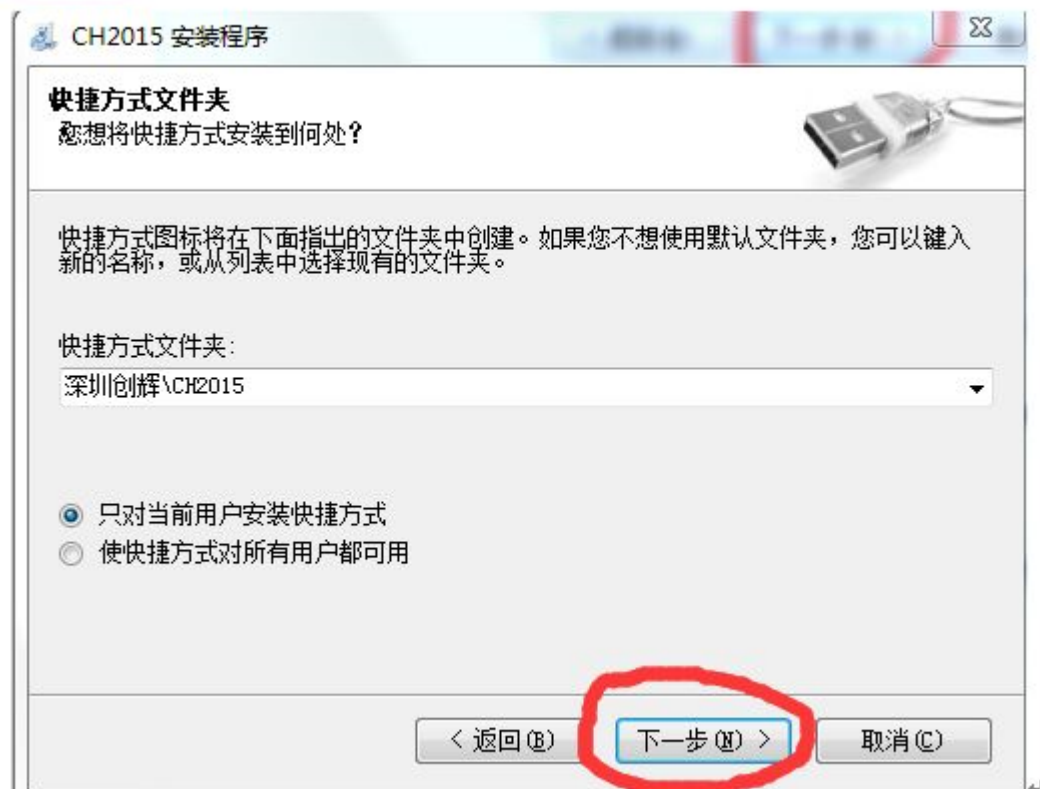 CH2015 安装程序
快捷方式文件夹
您想将快捷方式安装到何处?
快捷方式图标将在下面指出的文件夹中创建。如果您不想使用默认文件夹，您可以键入
新的名称，或从列表中选择现有的文件夹。
快捷方式文件夹:
深圳创辉\CH2015
只对当前用户安装快捷方式
使快捷方式对所有用户都可用
< 返回(B)
下一步(N) >
取消(C)